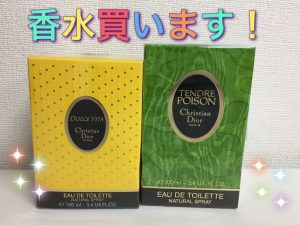 香水買います！
DOLCE VITA
Christian
Dior
PARIS
EAU DE TOILETTE
NATURAL SPRAY
℮ 100 ml - 3.4 US.FL.OZ.
TENDRE
POISON
Christian
Dior
PARIS
℮ 100 ml - 3.4 US.FL.OZ.
EAU DE TOILETTE
NATURAL SPRAY